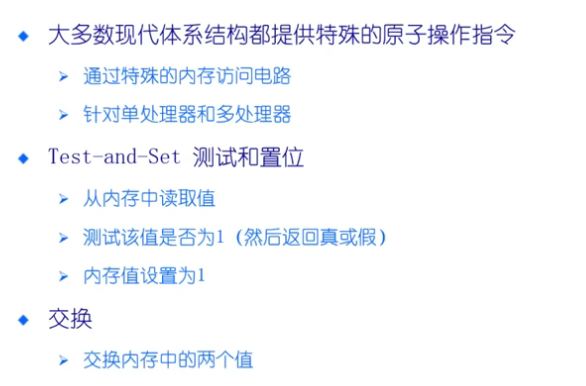 大多数现代体系结构都提供特殊的原子操作指令
通过特殊的内存访问电路
针对单处理器和多处理器
Test-and-Set 测试和置位
从内存中读取值
测试该值是否为1（然后返回真或假）
内存值设置为1
交换
交换内存中的两个值